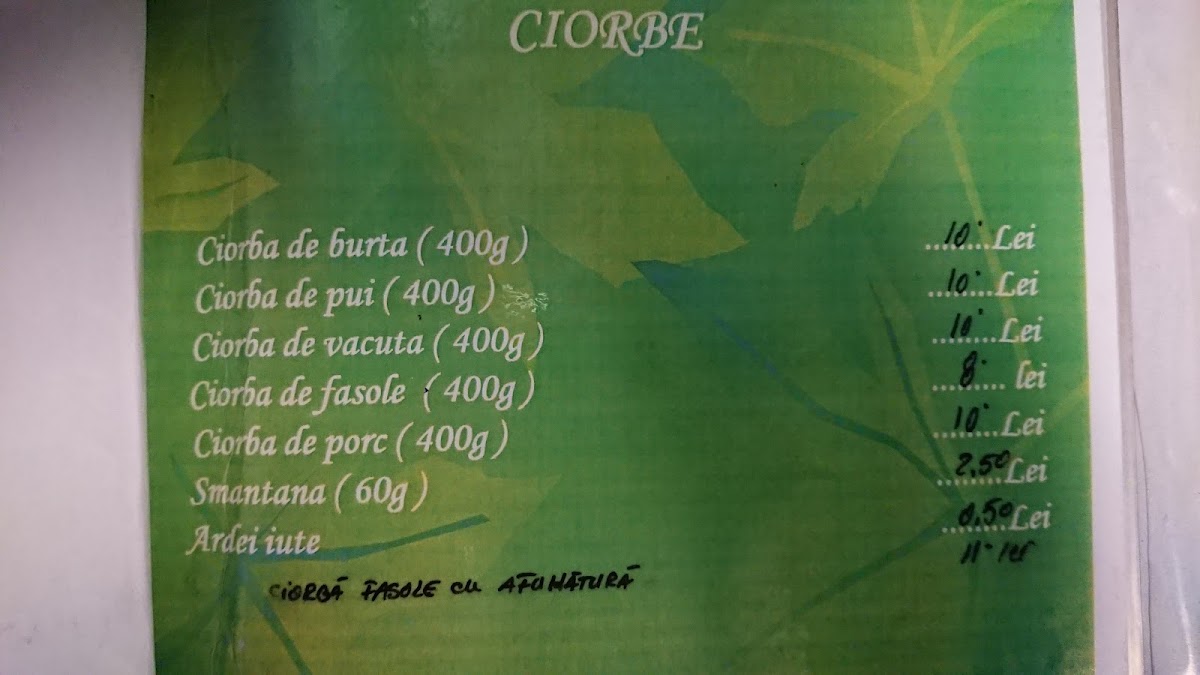 CIORBE
Ciorba de burta ( 400g ) ..10.....Lei
Ciorba de pui ( 400g ) ..10.....Lei
Ciorba de vacuta ( 400g ) ..10.....Lei
Ciorba de fasole ( 400g ) ...8..... lei
Ciorba de porc ( 400g ) ..10.....Lei
Smantana ( 60g ) 2.50 Lei
Ardei iute 0.50 Lei
CIORBĂ FASOLE cu AFUMĂTURĂ 11- lei